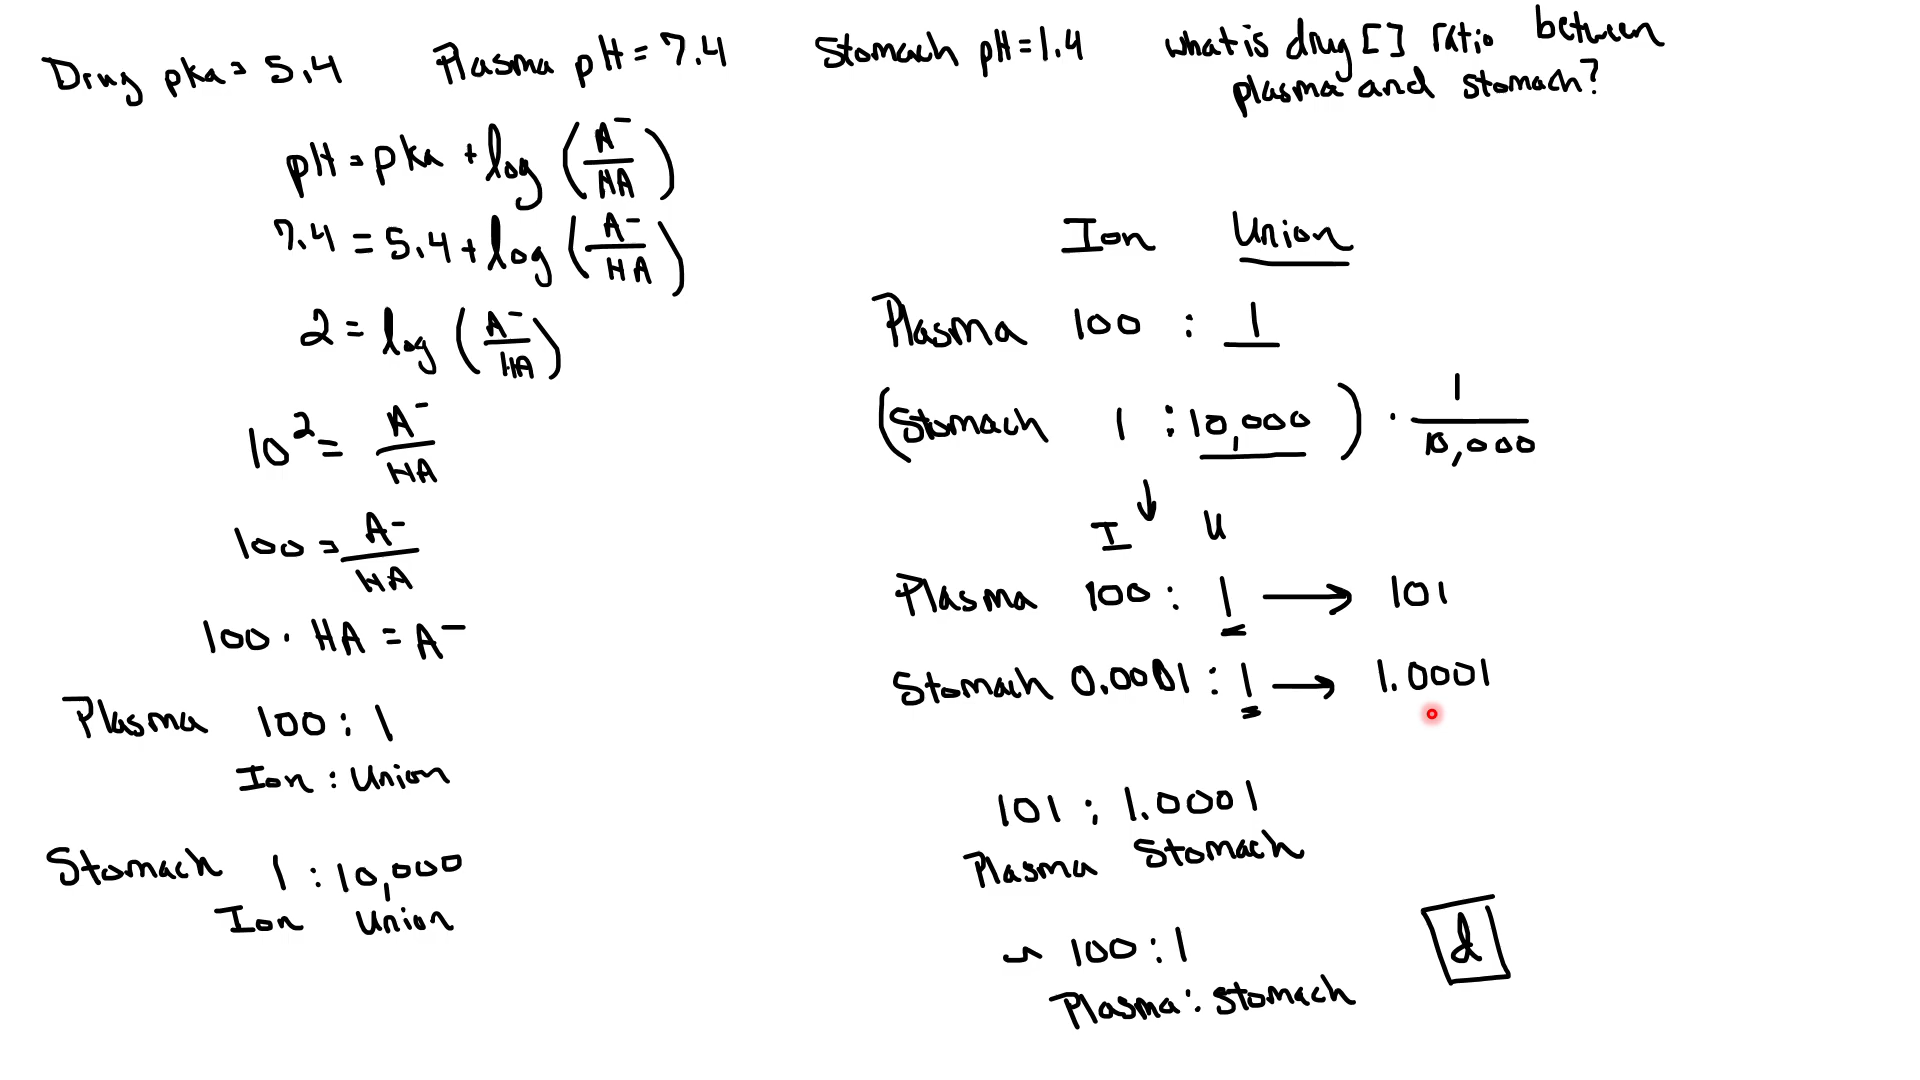 Drug pka = 5.4   Plasma pH = 7.4   Stomach pH = 1.4   what is drug [ ] ratio between
plasma and stomach?
pH = pka + log (A⁻/HA)
7.4 = 5.4 + log (A⁻/HA)
2 = log (A⁻/HA)
10² = A⁻/HA
100 = A⁻/HA
100 · HA = A⁻
Plasma 100 : 1
Ion : Union
Stomach 1 : 10,000
Ion Union
Ion Union
Plasma 100 : 1
(Stomach 1 : 10,000) · 1/10,000
↓
I U
Plasma 100 : 1 → 101
Stomach 0.0001 : 1 → 1.0001
101 : 1.0001
Plasma Stomach
~ 100 : 1
Plasma : Stomach
d